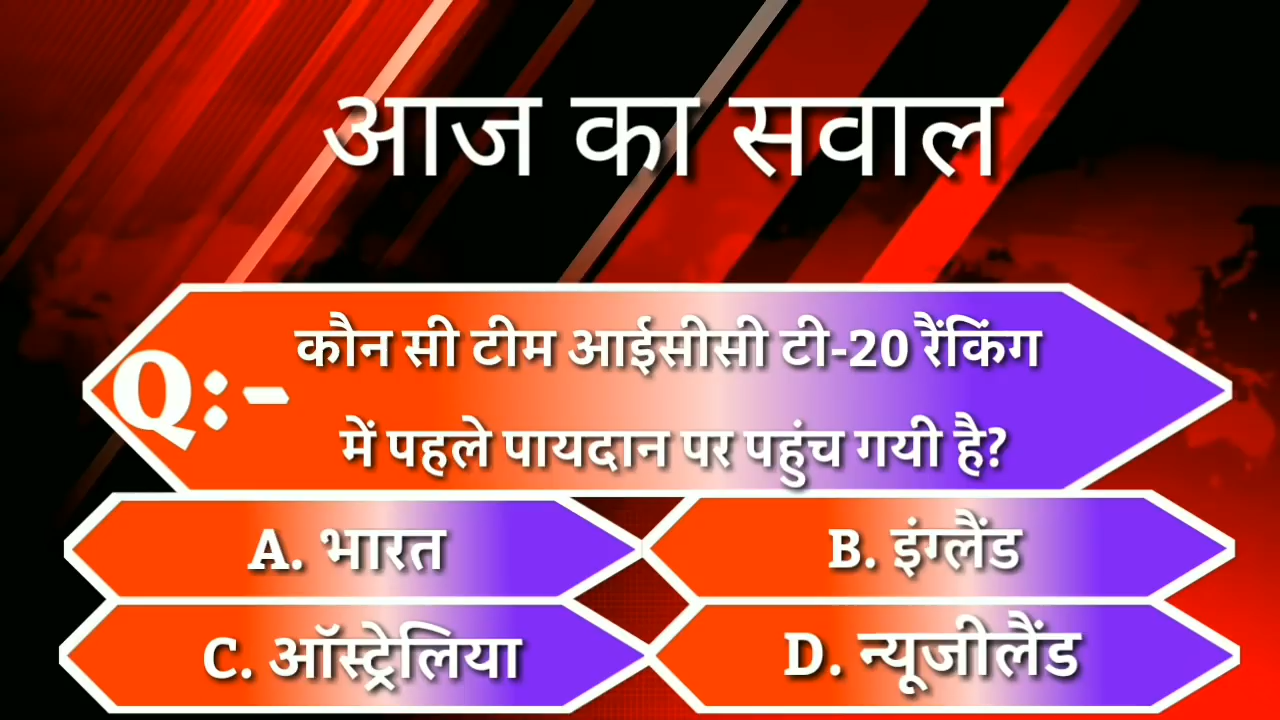 आज का सवाल
Q:- कौन सी टीम आईसीसी टी-20 रैंकिंग
में पहले पायदान पर पहुंच गयी है?
A. भारत
B. इंग्लैंड
C. ऑस्ट्रेलिया
D. न्यूजीलैंड